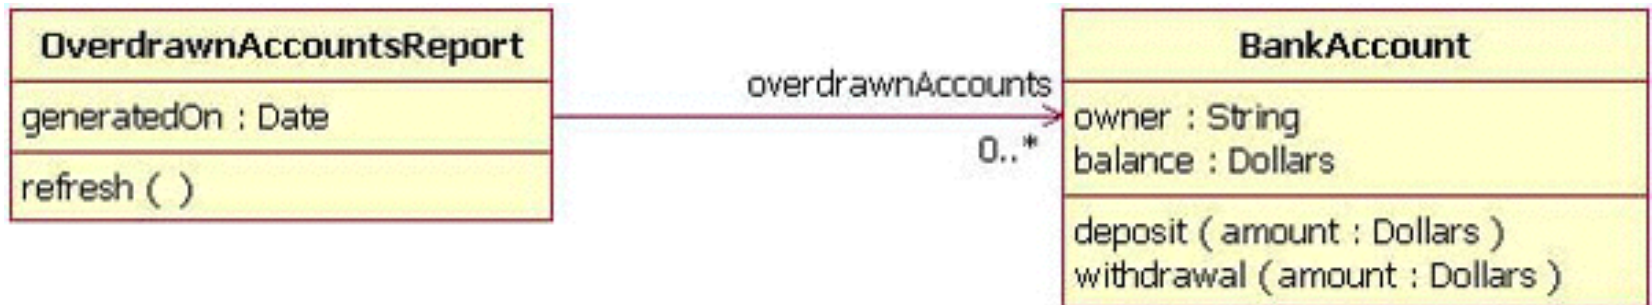 OverdrawnAccountsReport
generatedOn : Date
refresh ( )
overdrawnAccounts
0..*
BankAccount
owner : String
balance : Dollars
deposit ( amount : Dollars )
withdrawal ( amount : Dollars )